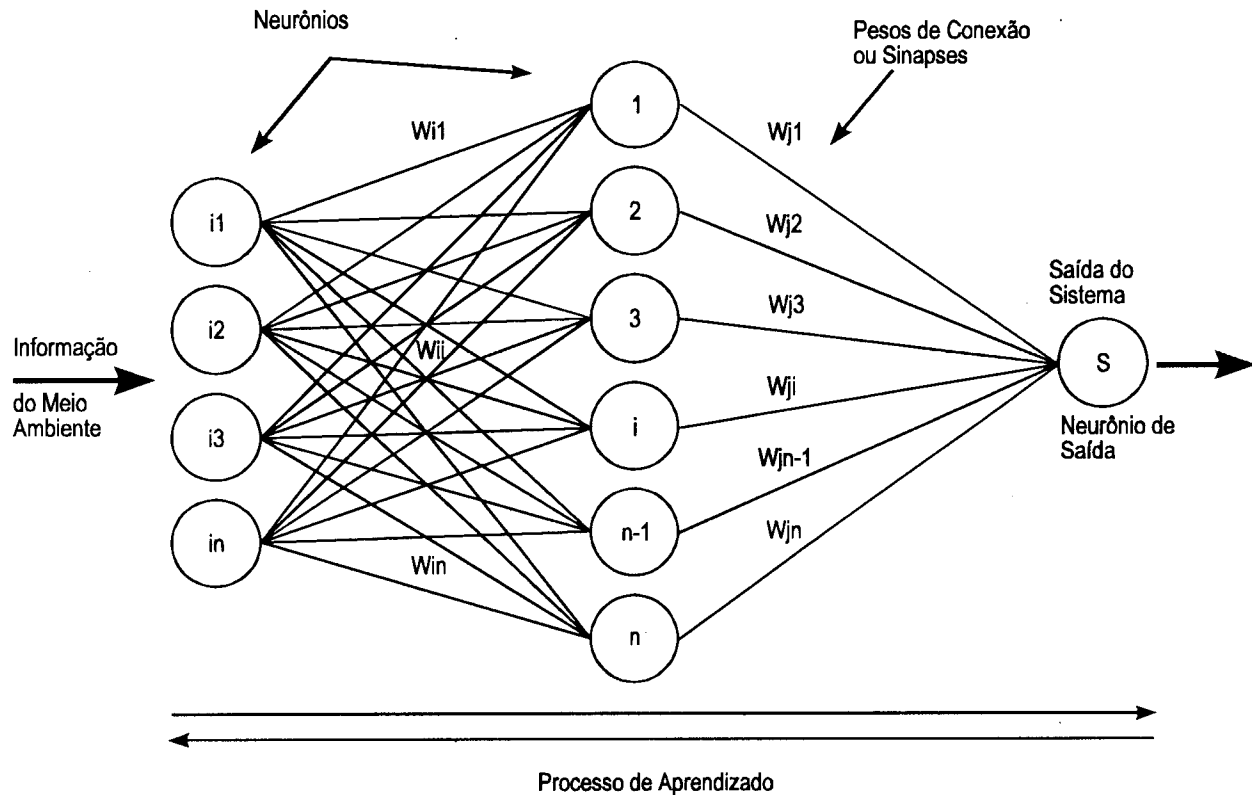 Neurônios
Pesos de Conexão
ou Sinapses
1
Wi1
Wj1
i1
2
Wj2
Saída do
Sistema
i2
3
Wj3
Informação
Wii
S
do Meio
Ambiente
i3
i
Wji
Neurônio de
Saída
Wjn-1
in
n-1
Win
Wjn
n
Processo de Aprendizado